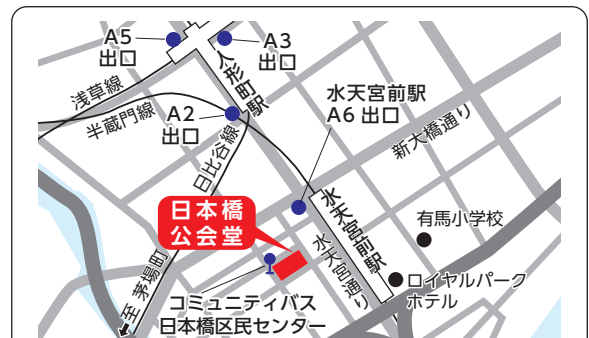 A5
出口
A3
出口
人形町駅
浅草線
半蔵門線
A2
出口
日比谷線
水天宮前駅
A6 出口
新大橋通り
日本橋
公会堂
水天宮前駅
水天宮通り
有馬小学校
ロイヤルパーク
ホテル
コミュニティバス
日本橋区民センター
至 茅場町